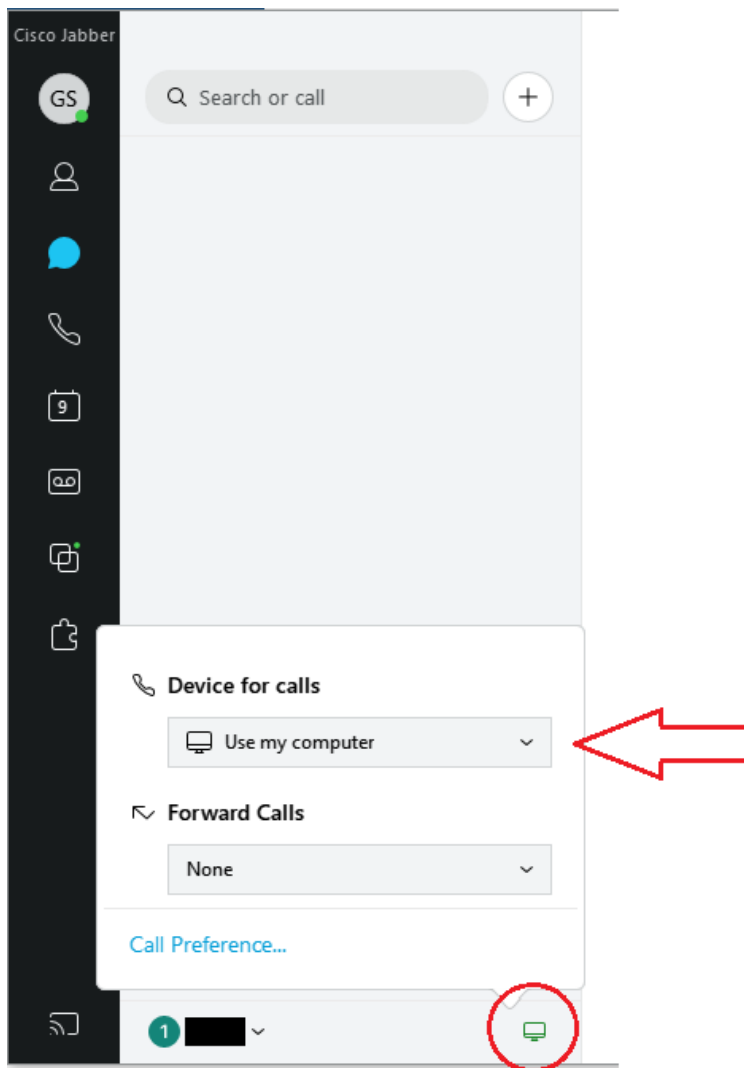 Cisco Jabber
GS
Search or call
9
Device for calls
Use my computer
Forward Calls
None
Call Preference...
1